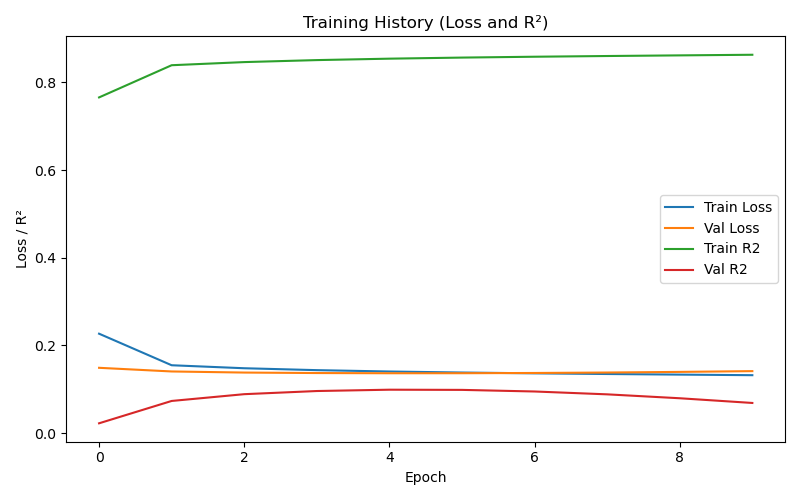 Training History (Loss and R²)
Loss / R²
0.8
0.6
0.4
0.2
0.0
Train Loss
Val Loss
Train R2
Val R2
0 2 4 6 8
Epoch